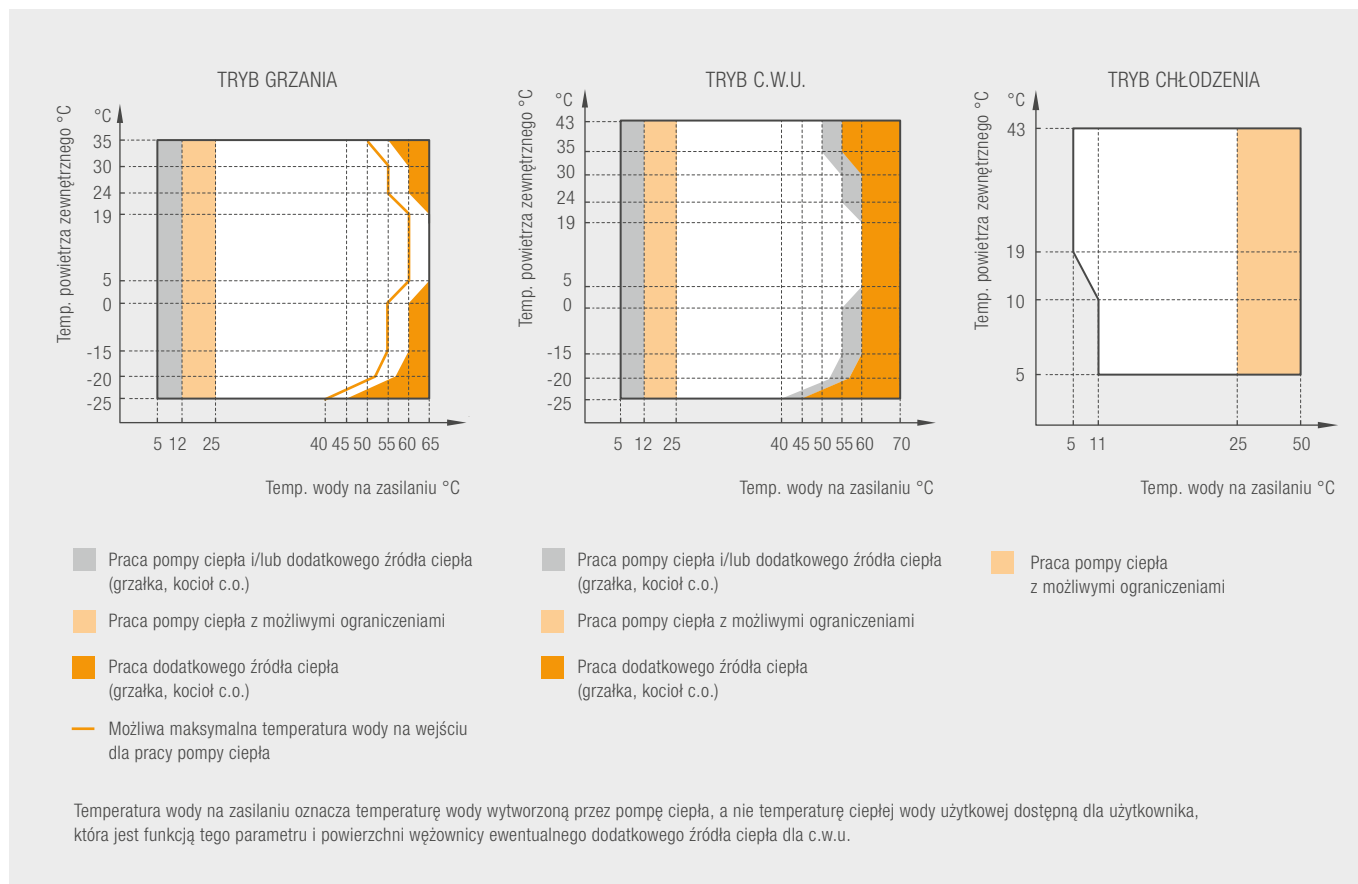 TRYB GRZANIA
Temp. powietrza zewnętrznego °C
°C
35
30
24
19
5
0
-15
-20
-25
5 12 25 40 45 50 55 60 65
Temp. wody na zasilaniu °C
Praca pompy ciepła i/lub dodatkowego źródła ciepła
(grzałka, kocioł c.o.)
Praca pompy ciepła z możliwymi ograniczeniami
Praca dodatkowego źródła ciepła
(grzałka, kocioł c.o.)
Możliwa maksymalna temperatura wody na wejściu
dla pracy pompy ciepła
TRYB C.W.U.
Temp. powietrza zewnętrznego °C
°C
43
35
30
24
19
5
0
-15
-20
-25
5 12 25 40 45 50 55 60 70
Temp. wody na zasilaniu °C
Praca pompy ciepła i/lub dodatkowego źródła ciepła
(grzałka, kocioł c.o.)
Praca pompy ciepła z możliwymi ograniczeniami
Praca dodatkowego źródła ciepła
(grzałka, kocioł c.o.)
TRYB CHŁODZENIA
Temp. powietrza zewnętrznego °C
°C
43
19
10
5
5 11 25 50
Temp. wody na zasilaniu °C
Praca pompy ciepła
z możliwymi ograniczeniami
Temperatura wody na zasilaniu oznacza temperaturę wody wytworzoną przez pompę ciepła, a nie temperaturę ciepłej wody użytkowej dostępną dla użytkownika,
która jest funkcją tego parametru i powierzchni wężownicy ewentualnego dodatkowego źródła ciepła dla c.w.u.